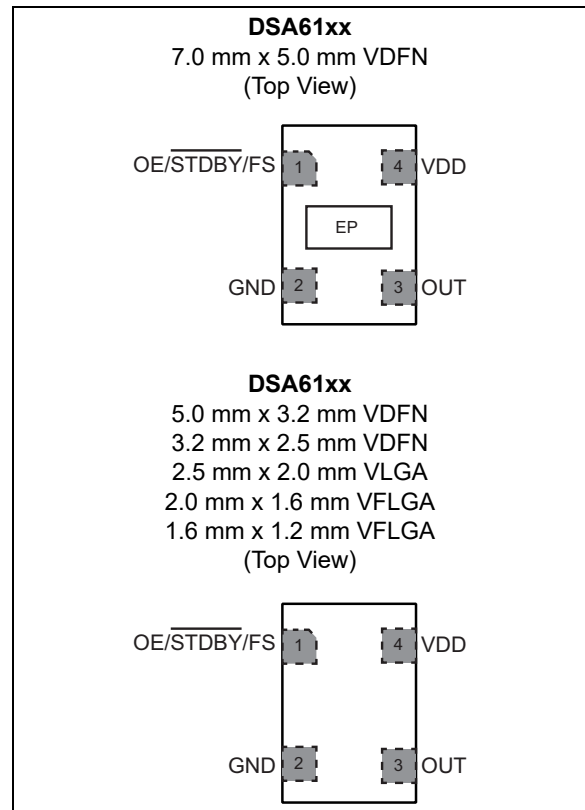 DSA61xx
7.0 mm x 5.0 mm VDFN
(Top View)
OE/STDBY/FS 1 4 VDD
EP
GND 2 3 OUT
DSA61xx
5.0 mm x 3.2 mm VDFN
3.2 mm x 2.5 mm VDFN
2.5 mm x 2.0 mm VLGA
2.0 mm x 1.6 mm VFLGA
1.6 mm x 1.2 mm VFLGA
(Top View)
OE/STDBY/FS 1 4 VDD
GND 2 3 OUT